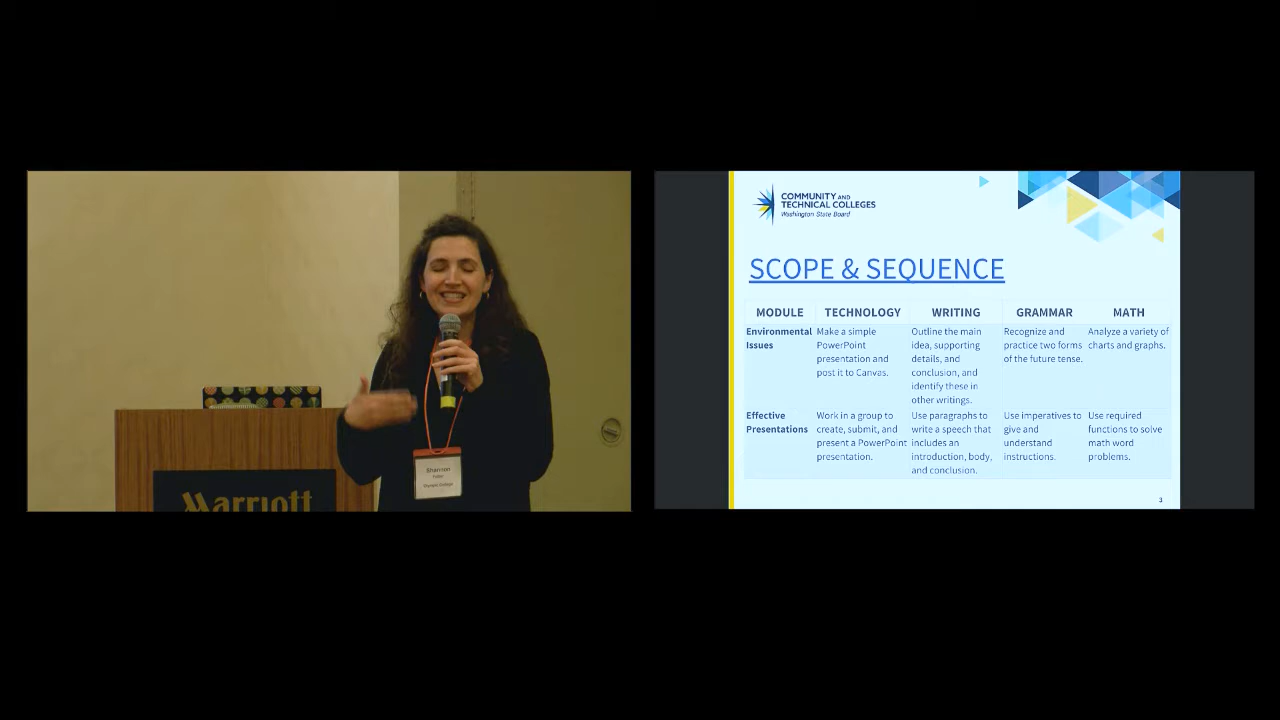 Marriott
Shannon
Olympic College
COMMUNITY AND
TECHNICAL COLLEGES
Washington State Board
SCOPE & SEQUENCE
MODULE TECHNOLOGY WRITING GRAMMAR MATH
Environmental Issues
Make a simple
PowerPoint
presentation and
post it to Canvas.
Outline the main
idea, supporting
details, and
conclusion, and
identify these in
other writings.
Recognize and
practice two forms
of the future tense.
Analyze a variety of
charts and graphs.
Effective
Presentations
Work in a group to
create, submit, and
present a PowerPoint
presentation.
Use paragraphs to
write a speech that
includes an
introduction, body,
and conclusion.
Use imperatives to
give and
understand
instructions.
Use required
functions to solve
math word
problems.
3